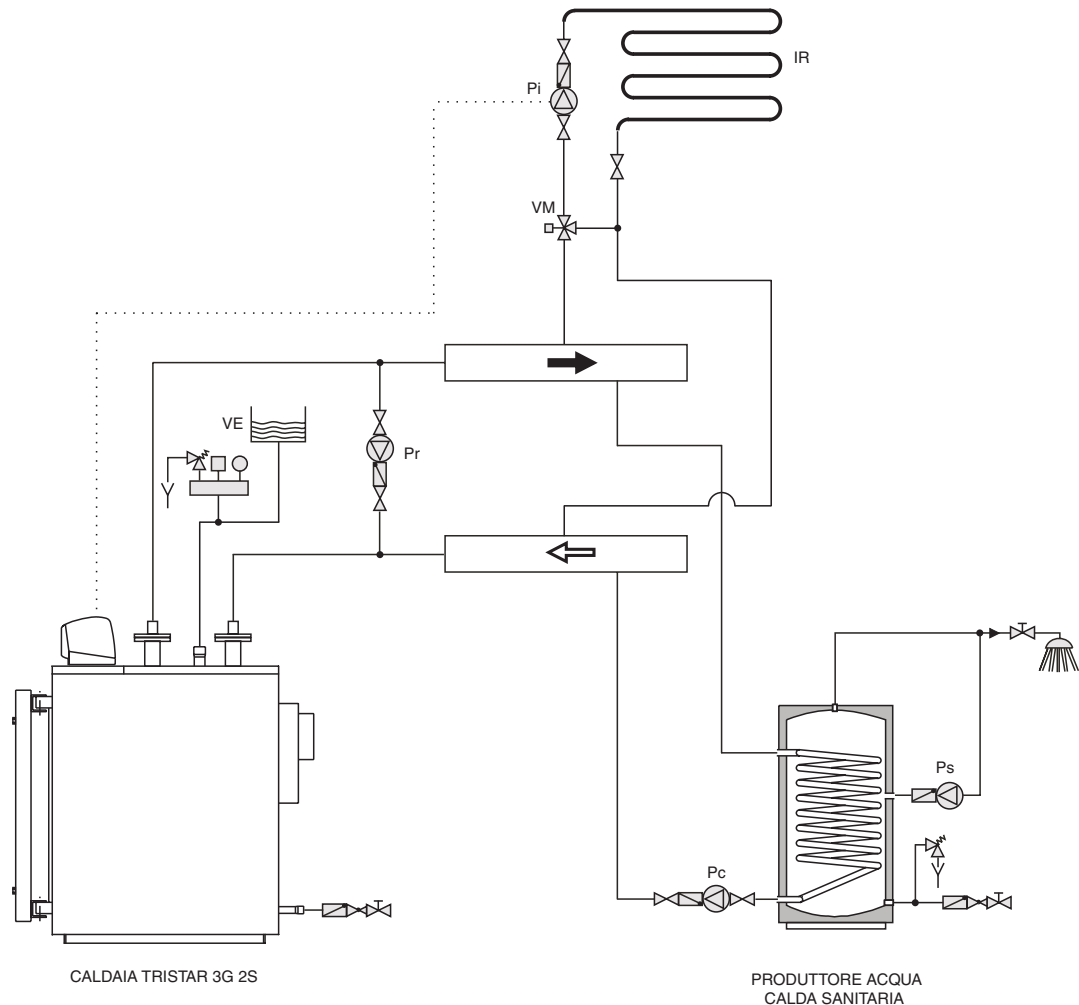 IR
Pi
VM
VE
Pr
Ps
Pc
CALDAIA TRISTAR 3G 2S
PRODUTTORE ACQUA
CALDA SANITARIA